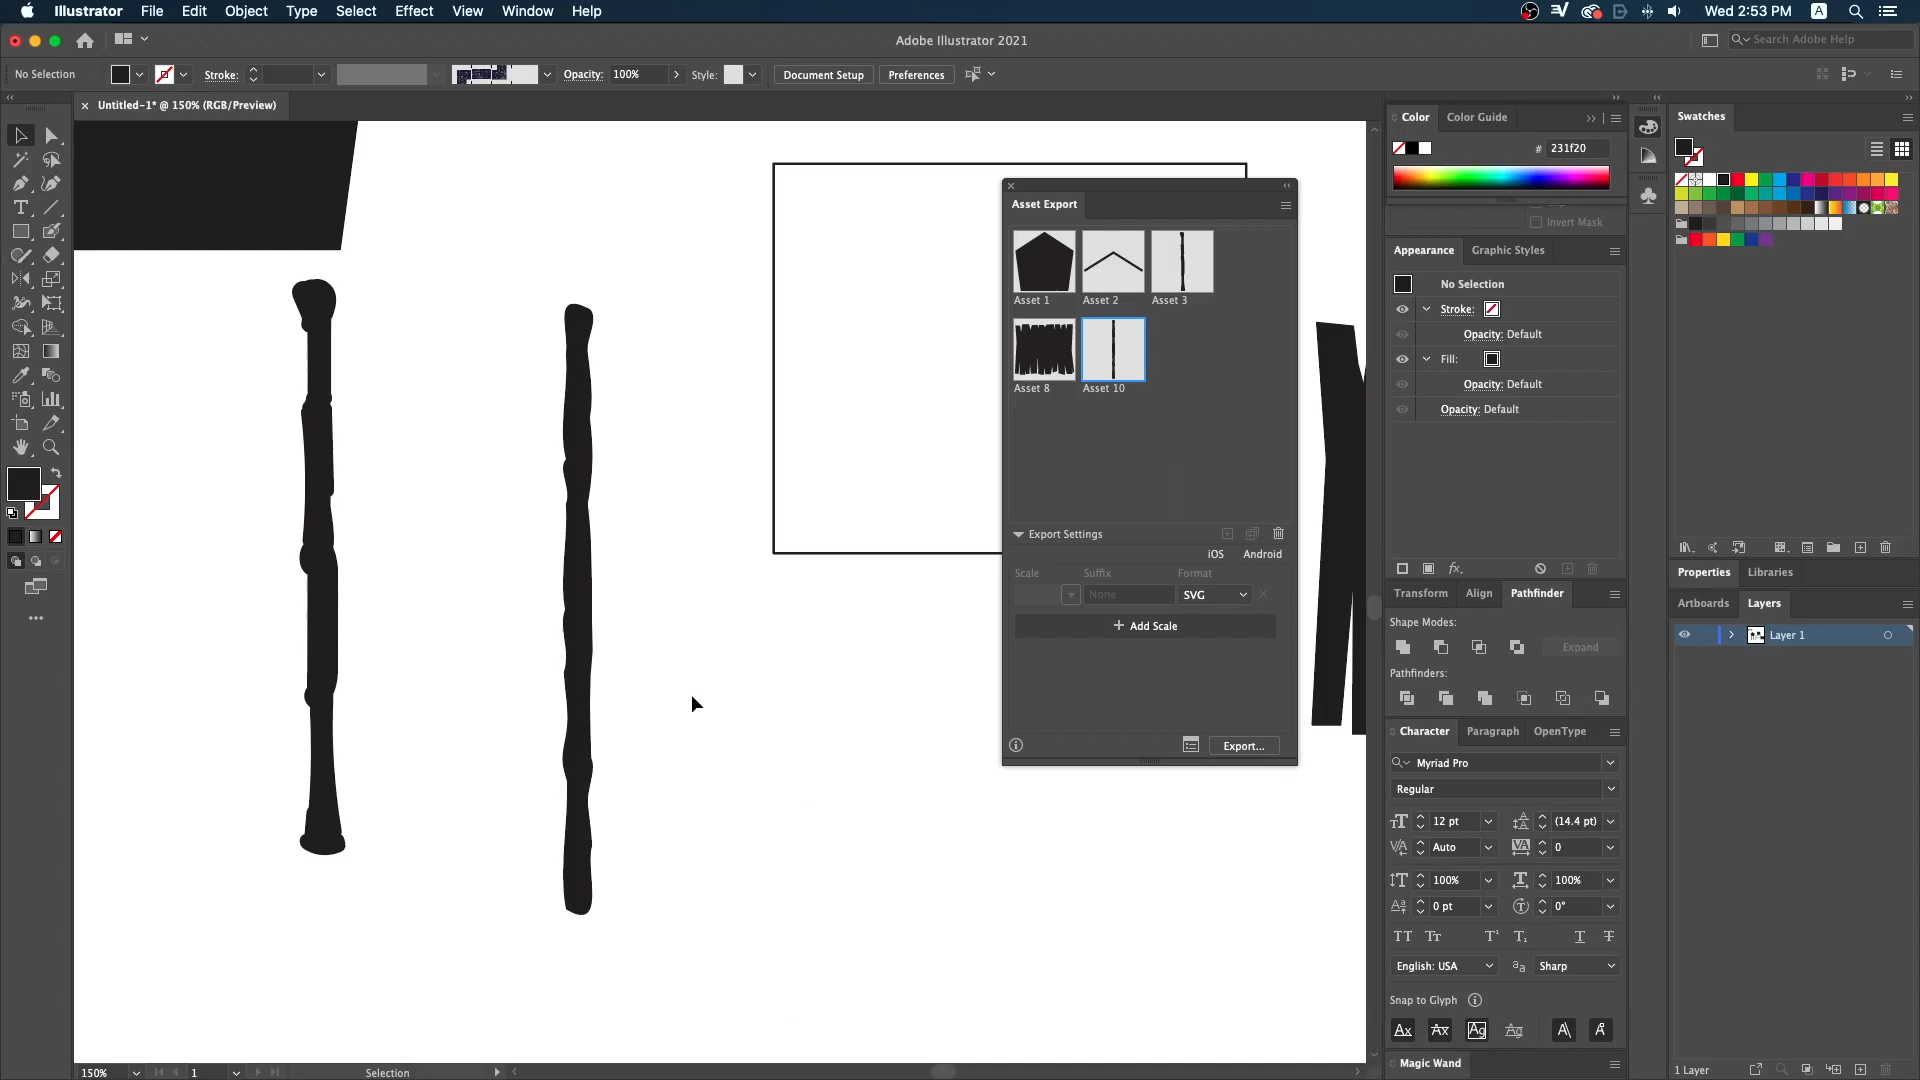 Illustrator File Edit Object Type Select Effect View Window Help
Wed 2:53 PM A
Adobe Illustrator 2021
Search Adobe Help
No Selection Stroke: Opacity: 100% Style: Document Setup Preferences
Untitled-1* @ 150% (RGB/Preview)
Color Color Guide
# 231f20
Invert Mask
Swatches
Asset Export
Asset 1 Asset 2 Asset 3
Asset 8 Asset 10
Export Settings
iOS Android
Scale Suffix Format
None SVG
+ Add Scale
Export...
Appearance Graphic Styles
No Selection
Stroke:
Opacity: Default
Fill:
Opacity: Default
Opacity: Default
fx
Transform Align Pathfinder
Shape Modes:
Expand
Pathfinders:
Character Paragraph OpenType
Myriad Pro
Regular
12 pt (14.4 pt)
Auto 0
100% 100%
0 pt 0°
English: USA Sharp
Snap to Glyph
Magic Wand
Properties Libraries
Artboards Layers
Layer 1
1 Layer
150% 1 Selection